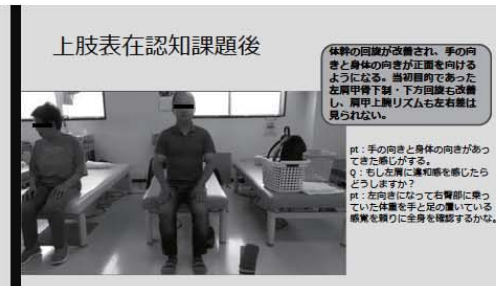 上肢表在認知課題後
体幹の回旋が改善され、手の向
きと身体の向きが正面を向ける
ようになる。当初目的であった
左肩甲骨下制・下方回旋も改善
し、肩甲上腕リズムも左右差は
見られない。
pt：手の向きと身体の向きがあっ
てきた感じがする。
Q：もし左肩に違和感を感じたら
どうしますか？
pt：左向きになって右臀部に乗っ
ていた体重を手と足の置いている
感覚を頼りに全身を確認するかな。